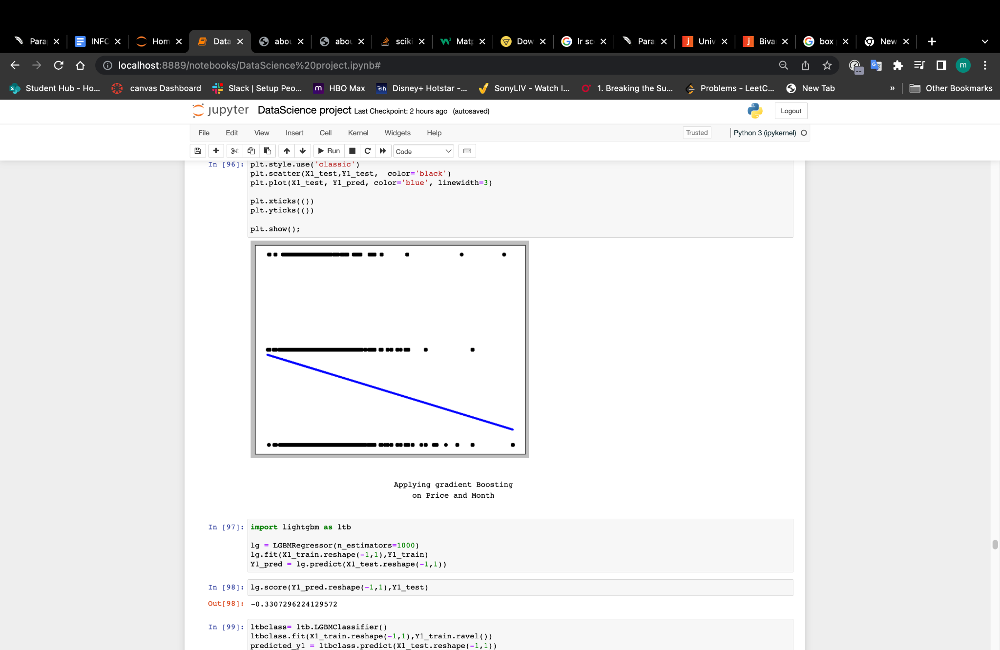 Para
INFC
Hom
Data
abou
abou
sciki
Matp
Dow
lr sc
Para
Univ
Biva
box
New
localhost:8889/notebooks/DataScience%20project.ipynb#
m
Student Hub - Ho...
canvas Dashboard
Slack | Setup Peo...
HBO Max
Disney+ Hotstar -...
SonyLIV - Watch I...
1. Breaking the Su...
Problems - LeetC...
New Tab
»
Other Bookmarks
jupyter DataScience project Last Checkpoint: 2 hours ago (autosaved)
Logout
File Edit View Insert Cell Kernel Widgets Help
Trusted
Python 3 (ipykernel)
Run
Code
In [96]: plt.style.use('classic')
plt.scatter(X1_test,Y1_test,  color='black')
plt.plot(X1_test, Y1_pred, color='blue', linewidth=3)
plt.xticks(())
plt.yticks(())
plt.show();
Applying gradient Boosting
on Price and Month
In [97]: import lightgbm as ltb
lg = LGBMRegressor(n_estimators=1000)
lg.fit(X1_train.reshape(-1,1),Y1_train)
Y1_pred = lg.predict(X1_test.reshape(-1,1))
In [98]: lg.score(Y1_pred.reshape(-1,1),Y1_test)
Out[98]: -0.3307296224129572
In [99]: ltbclass= ltb.LGBMClassifier()
ltbclass.fit(X1_train.reshape(-1,1),Y1_train.ravel())
predicted_y1 = ltbclass.predict(X1_test.reshape(-1,1))